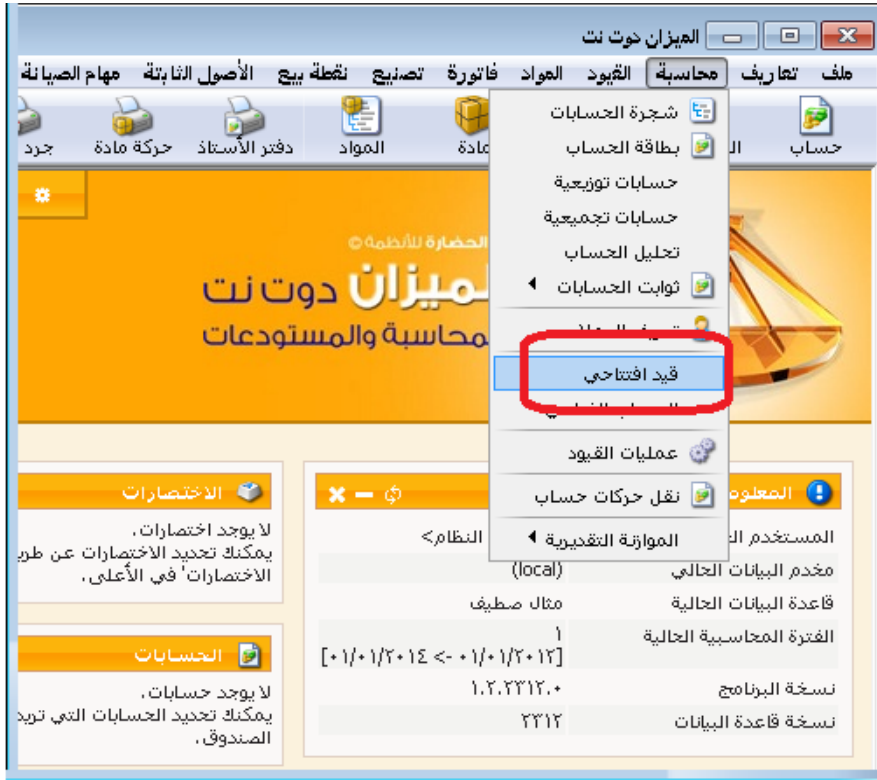 الميزان دوت نت
ملف تعاريف محاسبة القيود المواد فاتورة تصنيع نقطة بيع الأصول الثابتة مهام الصيانة
حساب مادة المواد دفتر الأستاذ حركة مادة جرد
شجرة الحسابات
بطاقة الحساب
حسابات توزيعية
حسابات تجميعية
تحليل الحساب
ثوابت الحسابات
قيد افتتاحي
عمليات القيود
نقل حركات حساب
الموازنة التقديرية
الحضارة للأنظمة ©
لميزان دوت نت
لمحاسبة والمستودعات
المعلوم
المستخدم ال النظام>
مخدم البيانات الحالي (local)
قاعدة البيانات الحالية مثال صطيف
الفترة المحاسبية الحالية ١
[٠١/٠١/٢٠١٤ <- ٠١/٠١/٢٠١٢]
نسخة البرنامج ١.٢.٢٣١٢.٠
نسخة قاعدة البيانات ٢٣١٢
الاختصارات
لا يوجد اختصارات.
يمكنك تحديد الاختصارات عن طري
الاختصارات' في الأعلى.
الحسابات
لا يوجد حسابات.
يمكنك تحديد الحسابات التي تريد
الصندوق.